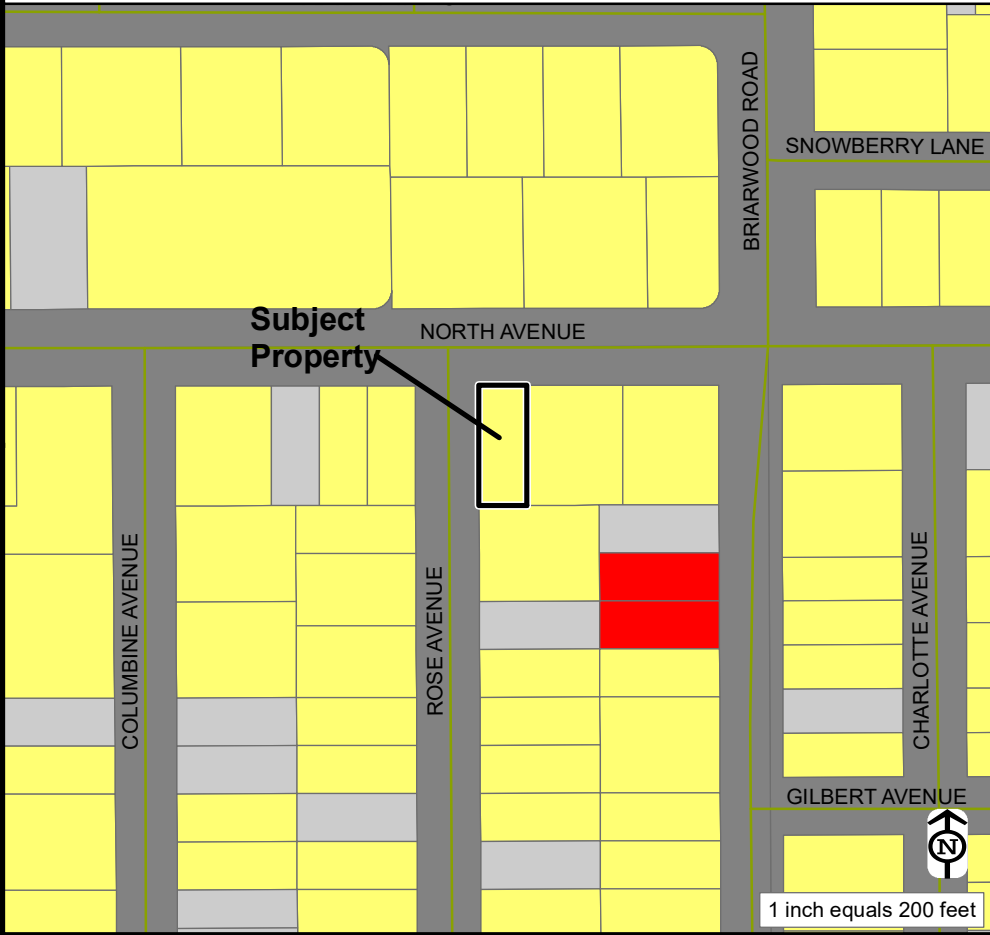 BRIARWOOD ROAD
SNOWBERRY LANE
Subject
Property
NORTH AVENUE
COLUMBINE AVENUE
ROSE AVENUE
CHARLOTTE AVENUE
GILBERT AVENUE
N
1 inch equals 200 feet